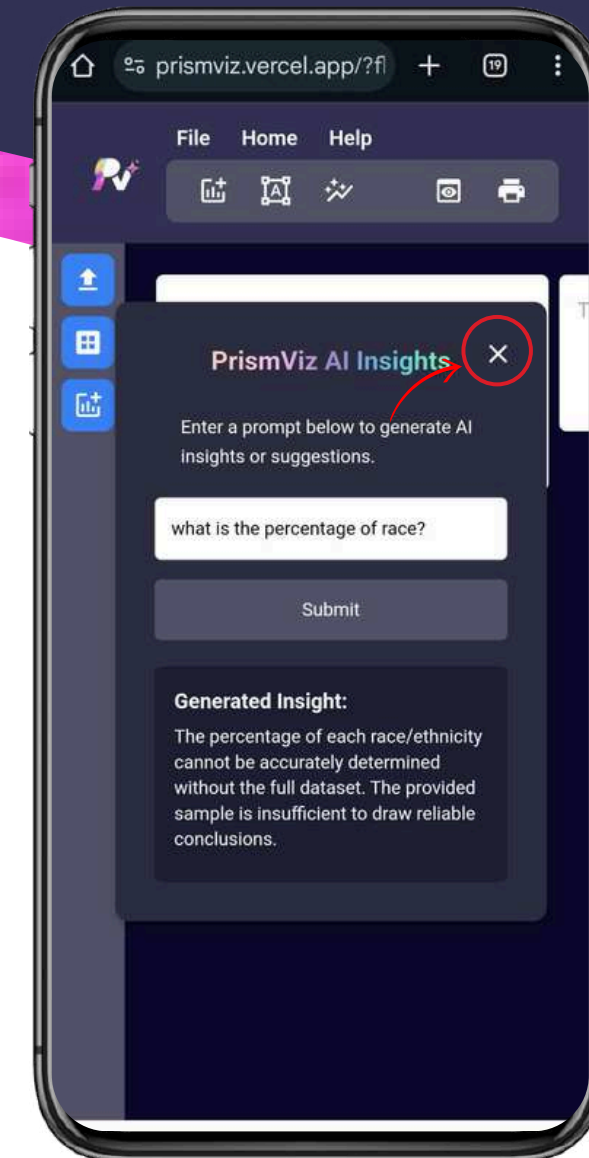 prismviz.vercel.app/?fl
19
File Home Help
PV
A
T
PrismViz AI Insights
Enter a prompt below to generate AI
insights or suggestions.
what is the percentage of race?
Submit
Generated Insight:
The percentage of each race/ethnicity
cannot be accurately determined
without the full dataset. The provided
sample is insufficient to draw reliable
conclusions.